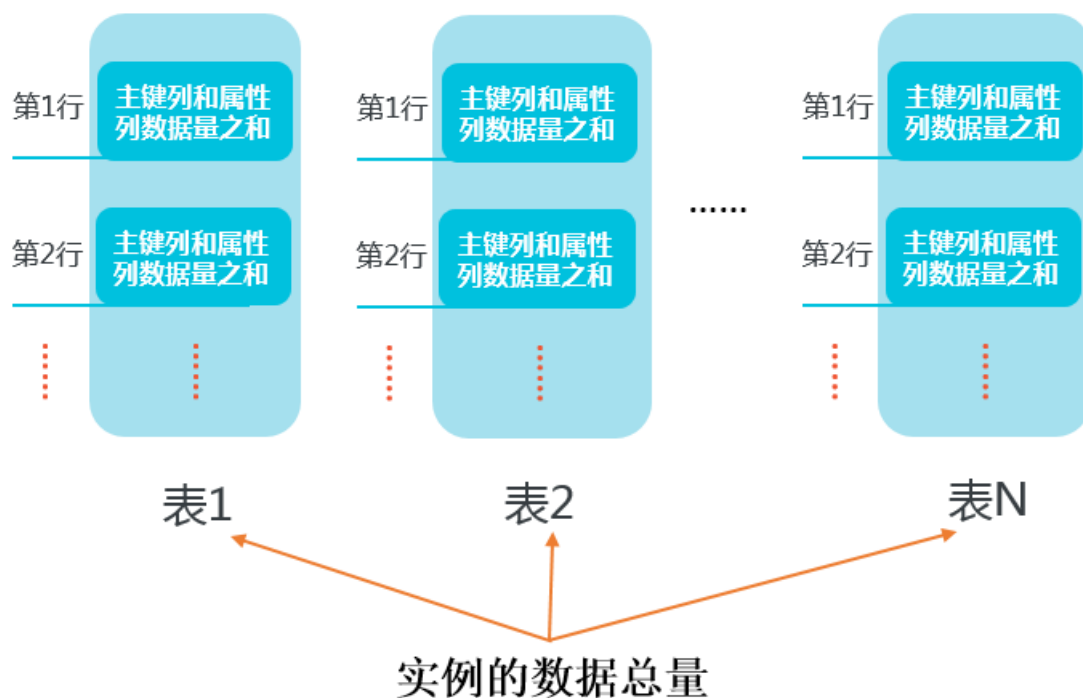 第1行
主键列和属性
列数据量之和
第1行
主键列和属性
列数据量之和
第1行
主键列和属性
列数据量之和
......
第2行
主键列和属性
列数据量之和
第2行
主键列和属性
列数据量之和
第2行
主键列和属性
列数据量之和
表1
表2
表N
实例的数据总量